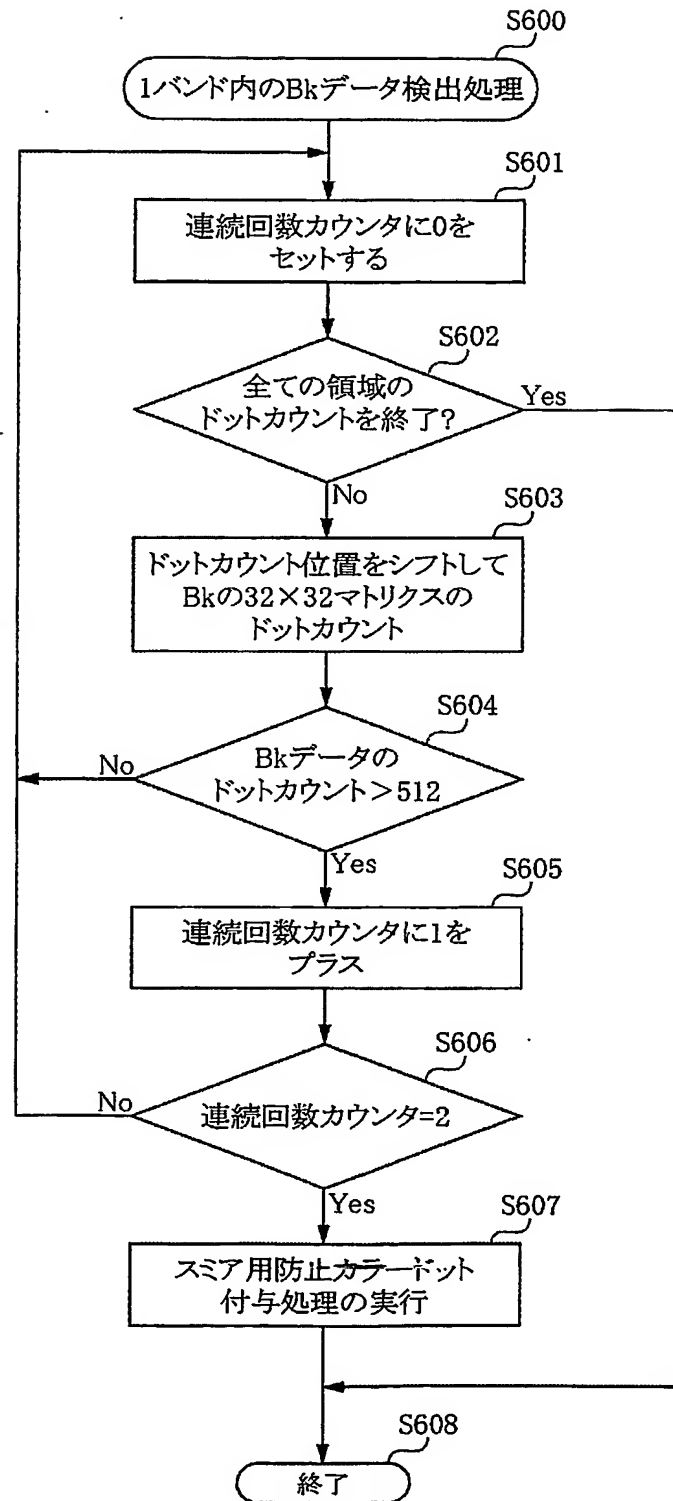 S600
1バンド内のBkデータ検出処理
S601
連続回数カウンタに0を
セットする
S602
全ての領域の
ドットカウントを終了?
Yes
No
S603
ドットカウント位置をシフトして
Bkの32×32マトリクスの
ドットカウント
S604
Bkデータの
ドットカウント>512
No
Yes
S605
連続回数カウンタに1を
プラス
S606
連続回数カウンタ=2
No
Yes
S607
スミア用防止カラードット
付与処理の実行
S608
終了